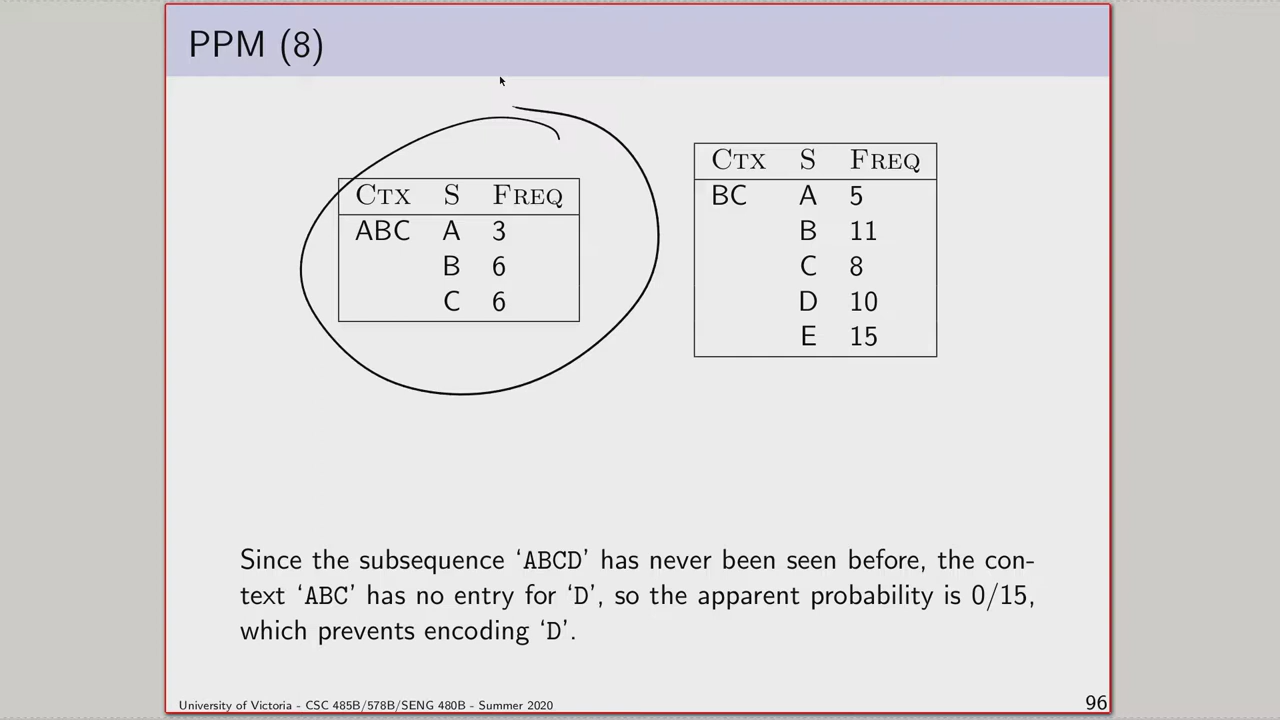 PPM (8)
CTX S FREQ
ABC A 3
B 6
C 6
CTX S FREQ
BC A 5
B 11
C 8
D 10
E 15
Since the subsequence ‘ABCD’ has never been seen before, the con-
text ‘ABC’ has no entry for ‘D’, so the apparent probability is 0/15,
which prevents encoding ‘D’.
University of Victoria - CSC 485B/578B/SENG 480B - Summer 2020
96